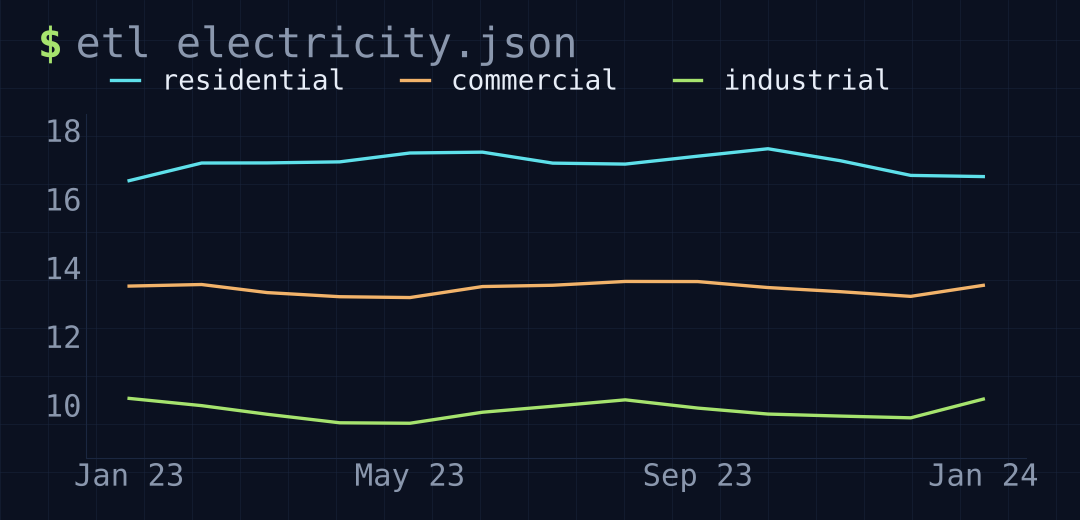 $ etl electricity.json
residential commercial industrial
18
16
14
12
10
Jan 23 May 23 Sep 23 Jan 24